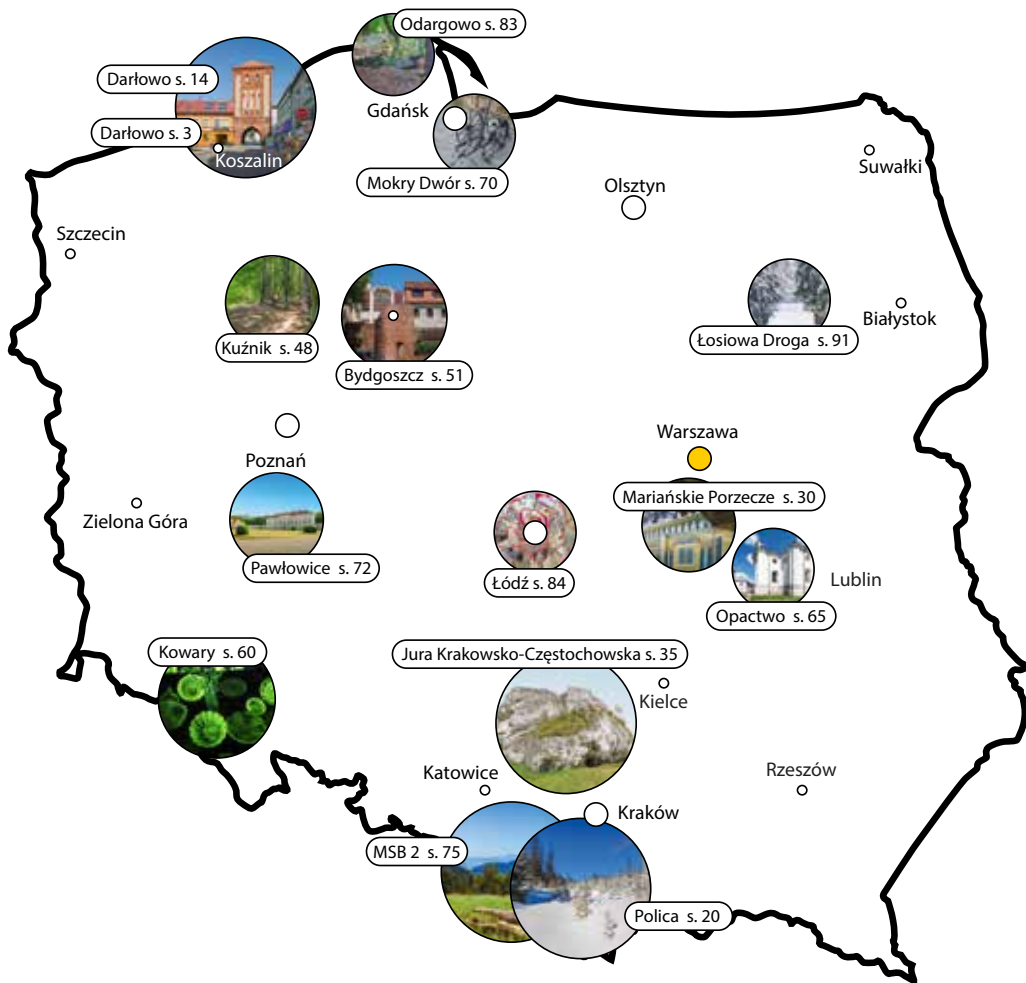 Odargowo s. 83
Darłowo s. 14
Gdańsk
Darłowo s. 3
Koszalin
Mokry Dwór s. 70
Suwałki
Olsztyn
Szczecin
Białystok
Kuźnik s. 48
Łosiowa Droga s. 91
Bydgoszcz s. 51
Warszawa
Poznań
Mariańskie Porzecze s. 30
Zielona Góra
Pawłowice s. 72
Łódź s. 84
Lublin
Opactwo s. 65
Kowary s. 60
Jura Krakowsko-Częstochowska s. 35
Kielce
Katowice
Rzeszów
Kraków
MSB 2 s. 75
Polica s. 20